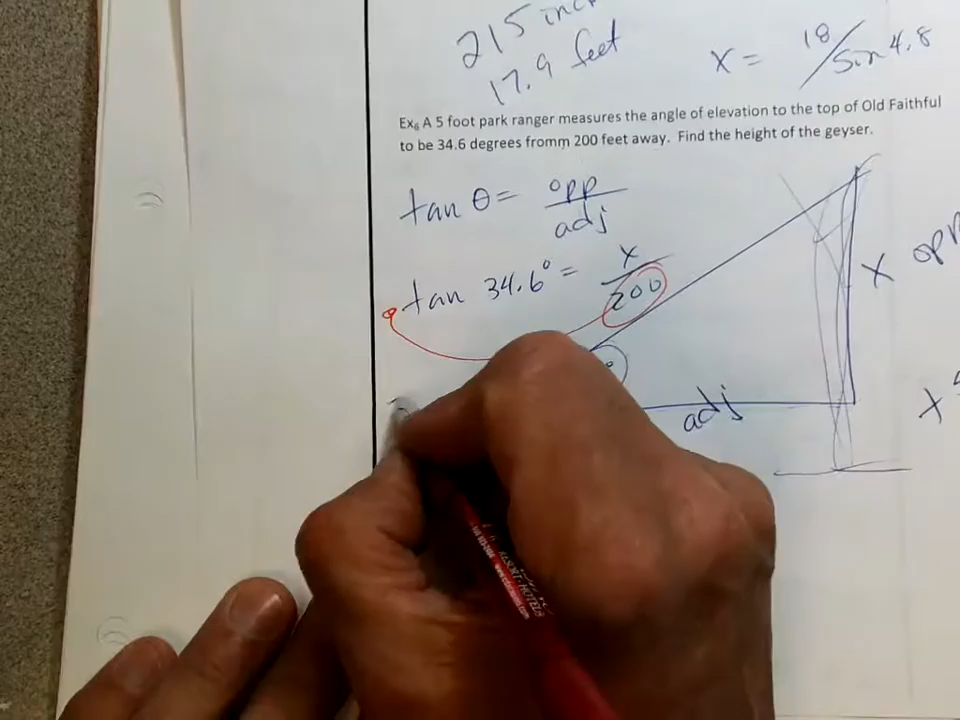 215 inch
17.9 feet
x = 18/sin 4.8
Ex₆ A 5 foot park ranger measures the angle of elevation to the top of Old Faithful
to be 34.6 degrees fromm 200 feet away. Find the height of the geyser.
tan θ = opp/adj
tan 34.6° = x/200
x opp
adj
x